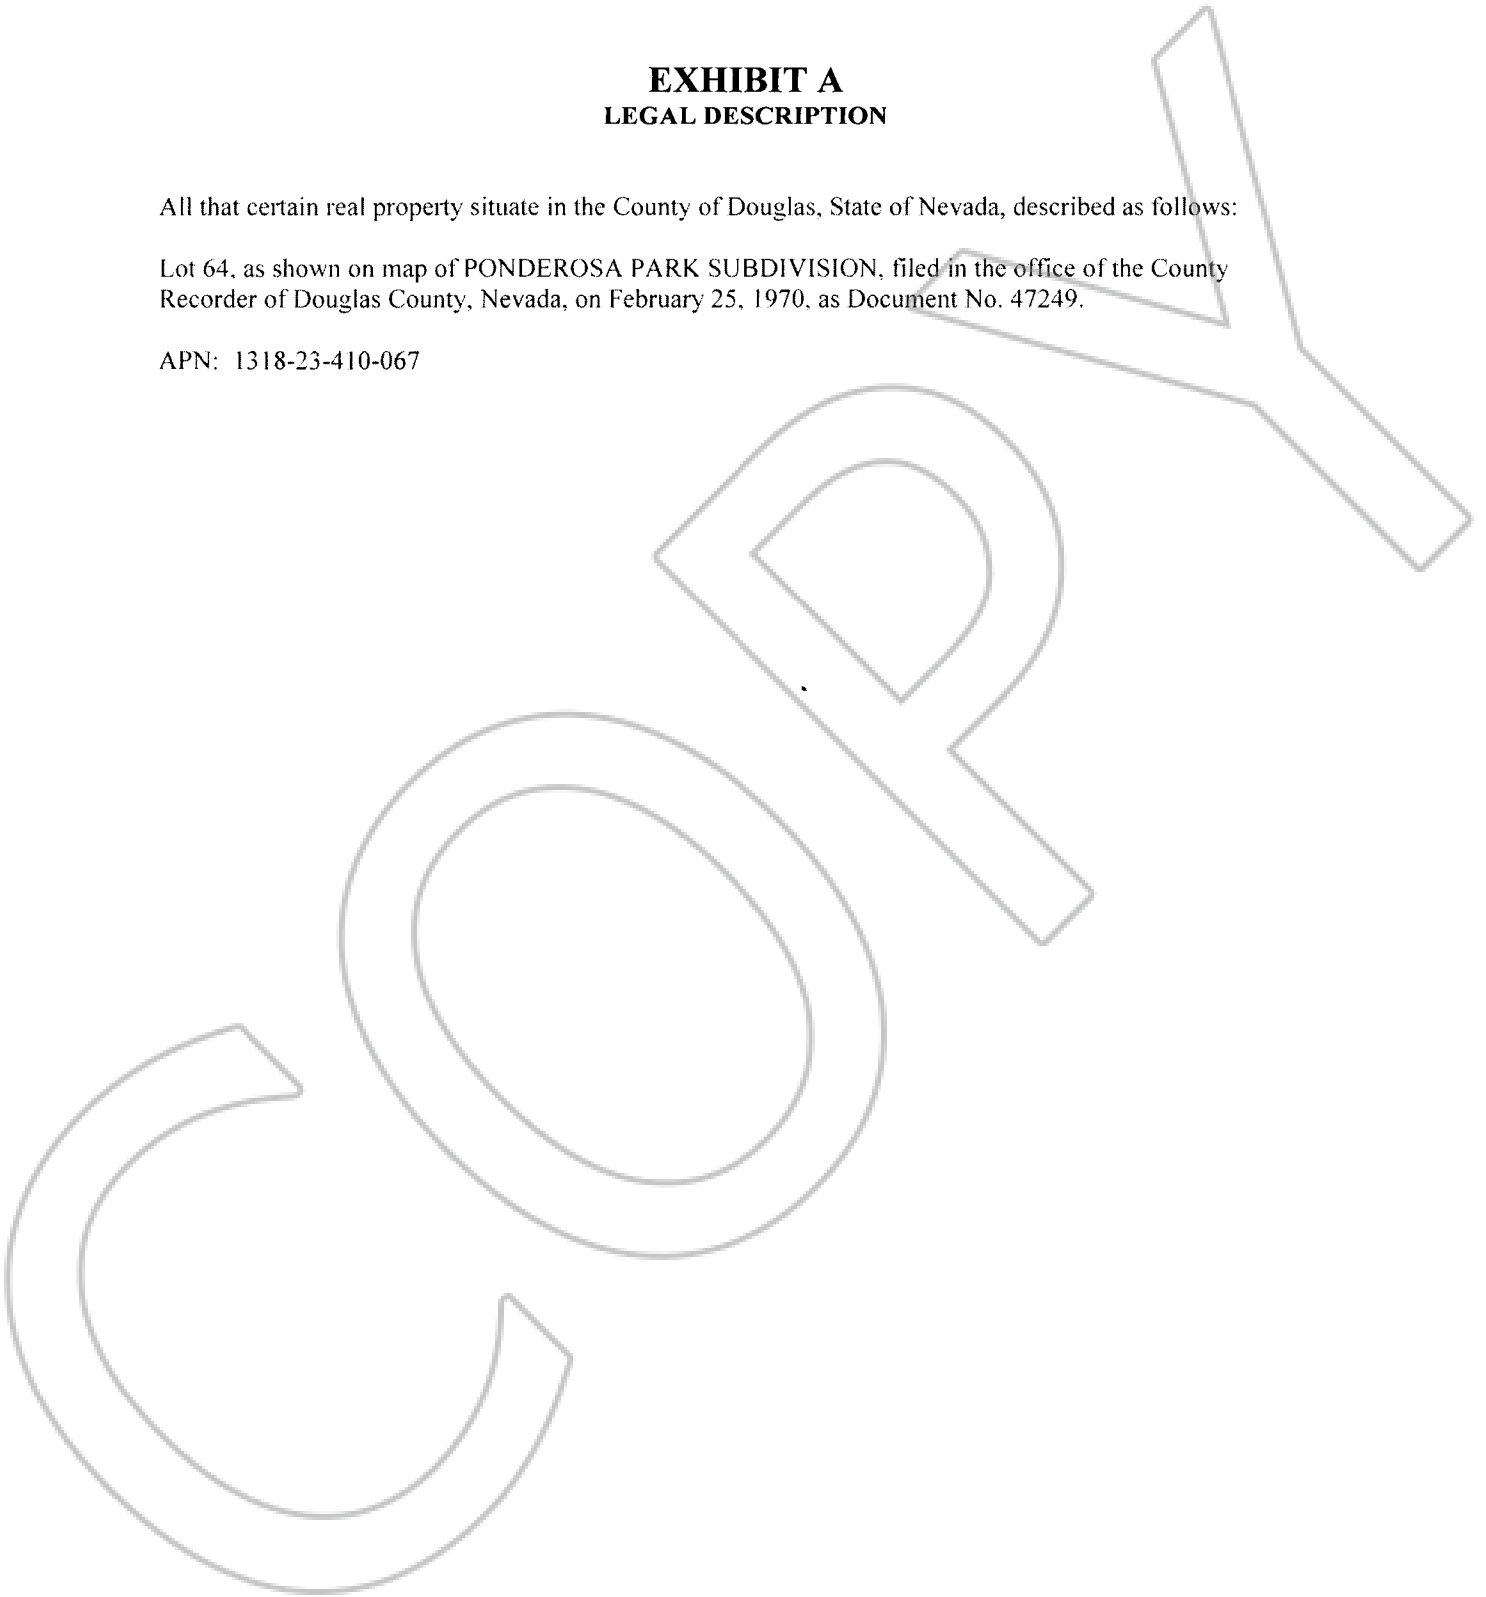 EXHIBIT A
LEGAL DESCRIPTION
All that certain real property situate in the County of Douglas, State of Nevada, described as follows:
Lot 64, as shown on map of PONDEROSA PARK SUBDIVISION, filed in the office of the County
Recorder of Douglas County, Nevada, on February 25, 1970, as Document No. 47249.
APN: 1318-23-410-067
COPY